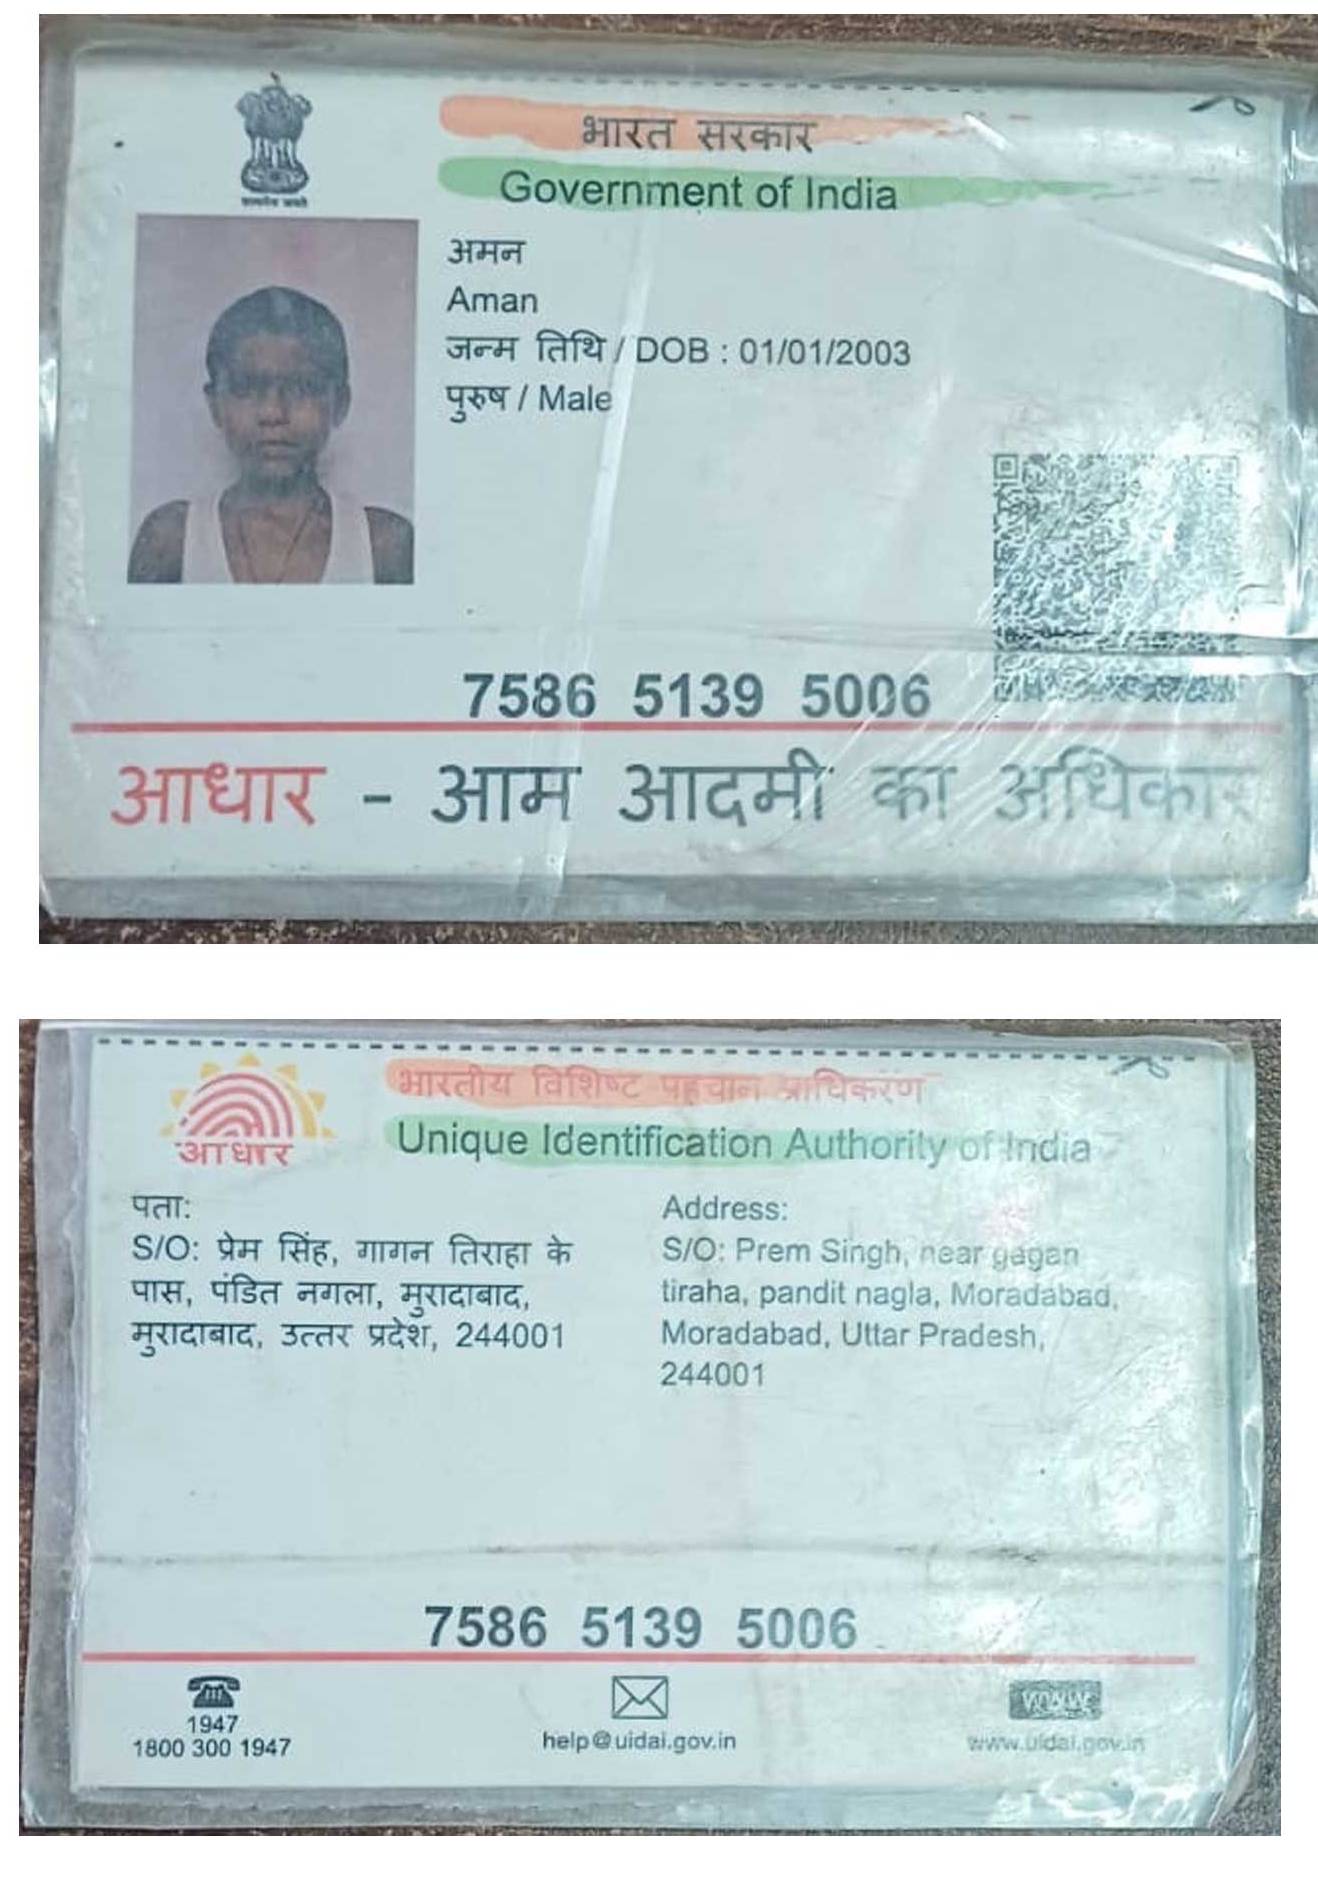 भारत सरकार
Government of India
अमन
Aman
जन्म तिथि / DOB : 01/01/2003
पुरुष / Male
7586 5139 5006
आधार - आम आदमी का अधिकार
भारतीय विशिष्ट पहचान प्राधिकरण
Unique Identification Authority of India
आधार
पता:
S/O: प्रेम सिंह, गागन तिराहा के
पास, पंडित नगला, मुरादाबाद,
मुरादाबाद, उत्तर प्रदेश, 244001
Address:
S/O: Prem Singh, near gagan
tiraha, pandit nagla, Moradabad,
Moradabad, Uttar Pradesh,
244001
7586 5139 5006
1947
1800 300 1947
help@uidai.gov.in
www.uidai.gov.in